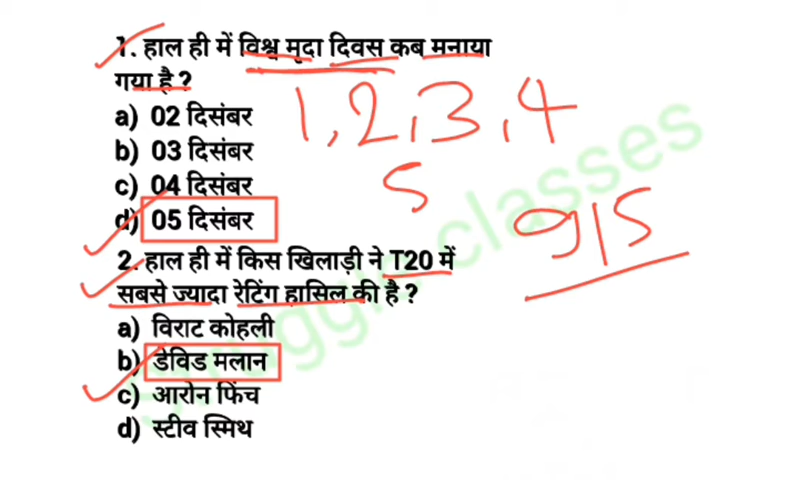 1. हाल ही में विश्व मृदा दिवस कब मनाया
गया है ?
1, 2, 3, 4
a) 02 दिसंबर
b) 03 दिसंबर
5
c) 04 दिसंबर
d) 05 दिसंबर
915
2. हाल ही में किस खिलाड़ी ने T20 में
सबसे ज्यादा रेटिंग हासिल की है ?
a) विराट कोहली
b) डेविड मलान
c) आरोन फिंच
d) स्टीव स्मिथ
classes